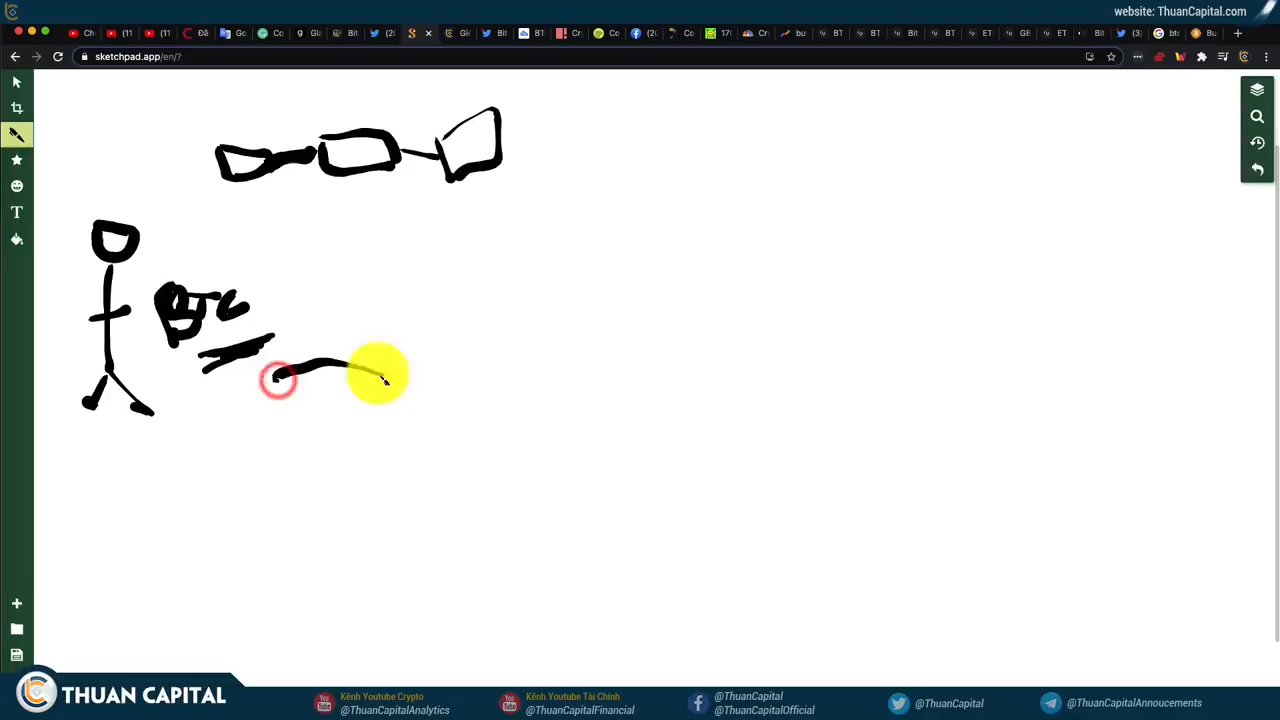 website: ThuanCapital.com
sketchpad.app/en/?
BTC
THUAN CAPITAL
Kênh Youtube Crypto
@ThuanCapitalAnalytics
Kênh Youtube Tài Chính
@ThuanCapitalFinancial
@ThuanCapital
@ThuanCapitalOfficial
@ThuanCapital
@ThuanCapitalAnnoucements